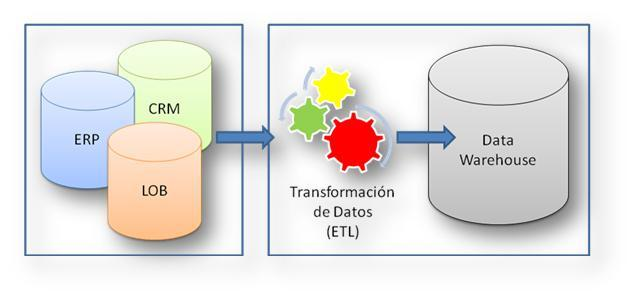 CRM
ERP
LOB
Transformación
de Datos
(ETL)
Data
Warehouse